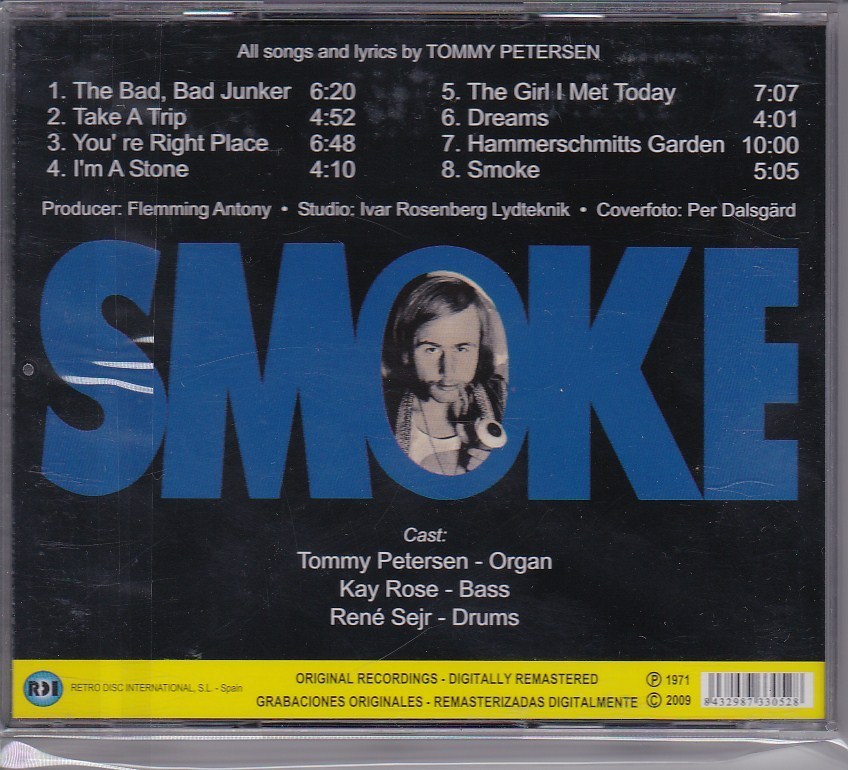 All songs and lyrics by TOMMY PETERSEN
1. The Bad, Bad Junker 6:20
2. Take A Trip 4:52
3. You' re Right Place 6:48
4. I'm A Stone 4:10
5. The Girl I Met Today 7:07
6. Dreams 4:01
7. Hammerschmitts Garden 10:00
8. Smoke 5:05
Producer: Flemming Antony • Studio: Ivar Rosenberg Lydteknik • Coverfoto: Per Dalsgärd
SMOKE
Cast:
Tommy Petersen - Organ
Kay Rose - Bass
René Sejr - Drums
RDI RETRO DISC INTERNATIONAL, S.L. - Spain
ORIGINAL RECORDINGS - DIGITALLY REMASTERED ℗ 1971
GRABACIONES ORIGINALES - REMASTERIZADAS DIGITALMENTE © 2009
8432987330528